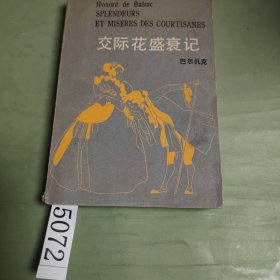 Honoré de Balzac
SPLENDEURS
ET MISERES DES COURTISANES
交际花盛衰记
巴尔扎克
5072